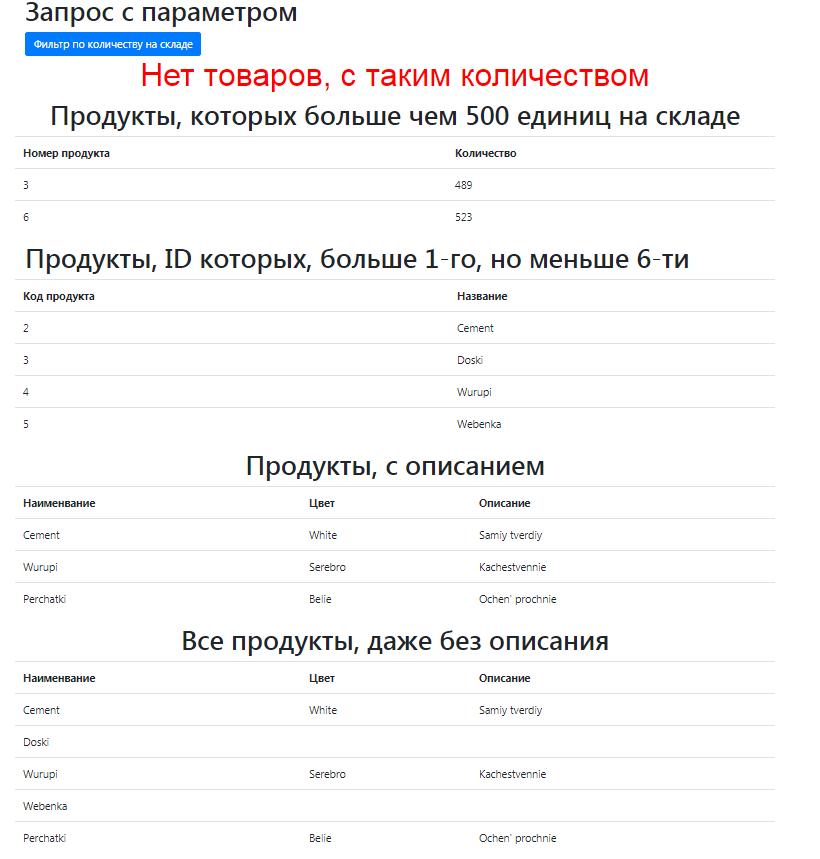 Запрос с параметром
Фильтр по количеству на складе
Нет товаров, с таким количеством
Продукты, которых больше чем 500 единиц на складе
Номер продукта Количество
3 489
6 523
Продукты, ID которых, больше 1-го, но меньше 6-ти
Код продукта Название
2 Cement
3 Doski
4 Wurupi
5 Webenka
Продукты, с описанием
Наименвание Цвет Описание
Cement White Samiy tverdiy
Wurupi Serebro Kachestvennie
Perchatki Belie Ochen' prochnie
Все продукты, даже без описания
Наименвание Цвет Описание
Cement White Samiy tverdiy
Doski
Wurupi Serebro Kachestvennie
Webenka
Perchatki Belie Ochen' prochnie